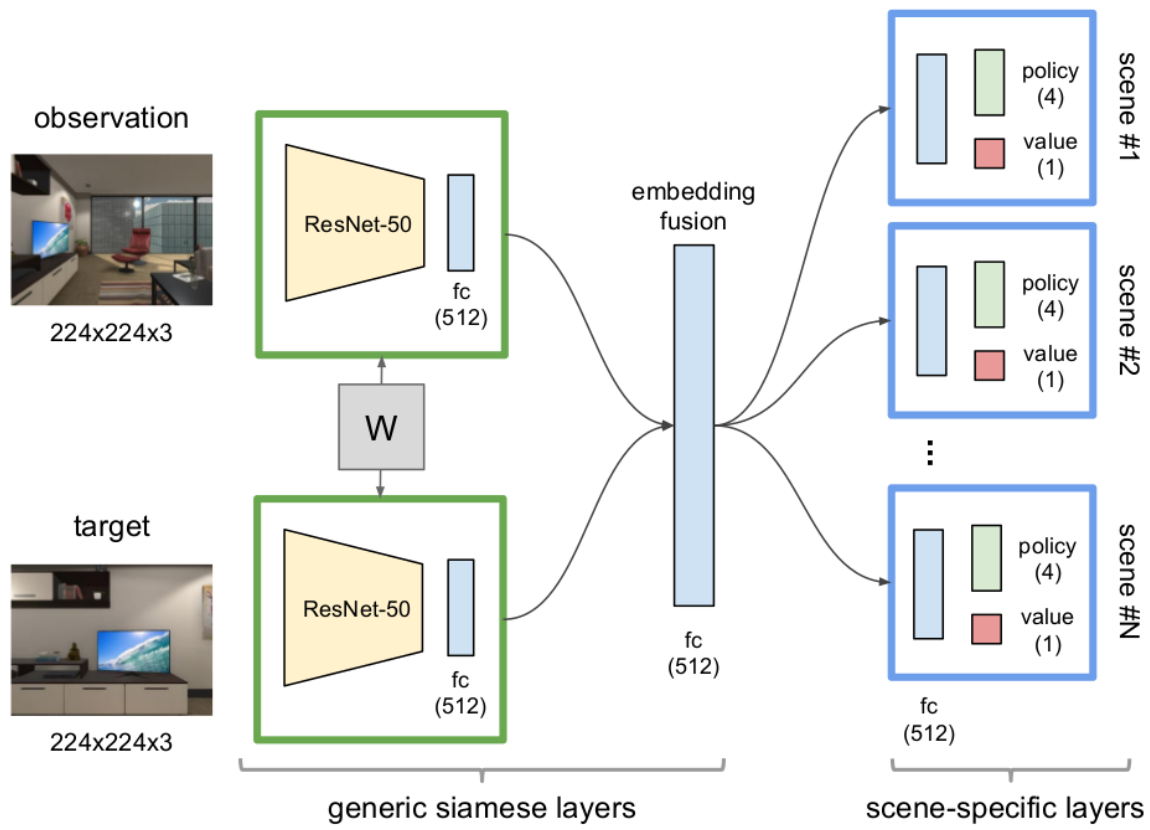 observation
224x224x3
ResNet-50
fc
(512)
W
target
224x224x3
ResNet-50
fc
(512)
embedding
fusion
fc
(512)
policy
(4)
value
(1)
scene #1
policy
(4)
value
(1)
scene #2
...
policy
(4)
value
(1)
scene #N
fc
(512)
generic siamese layers
scene-specific layers